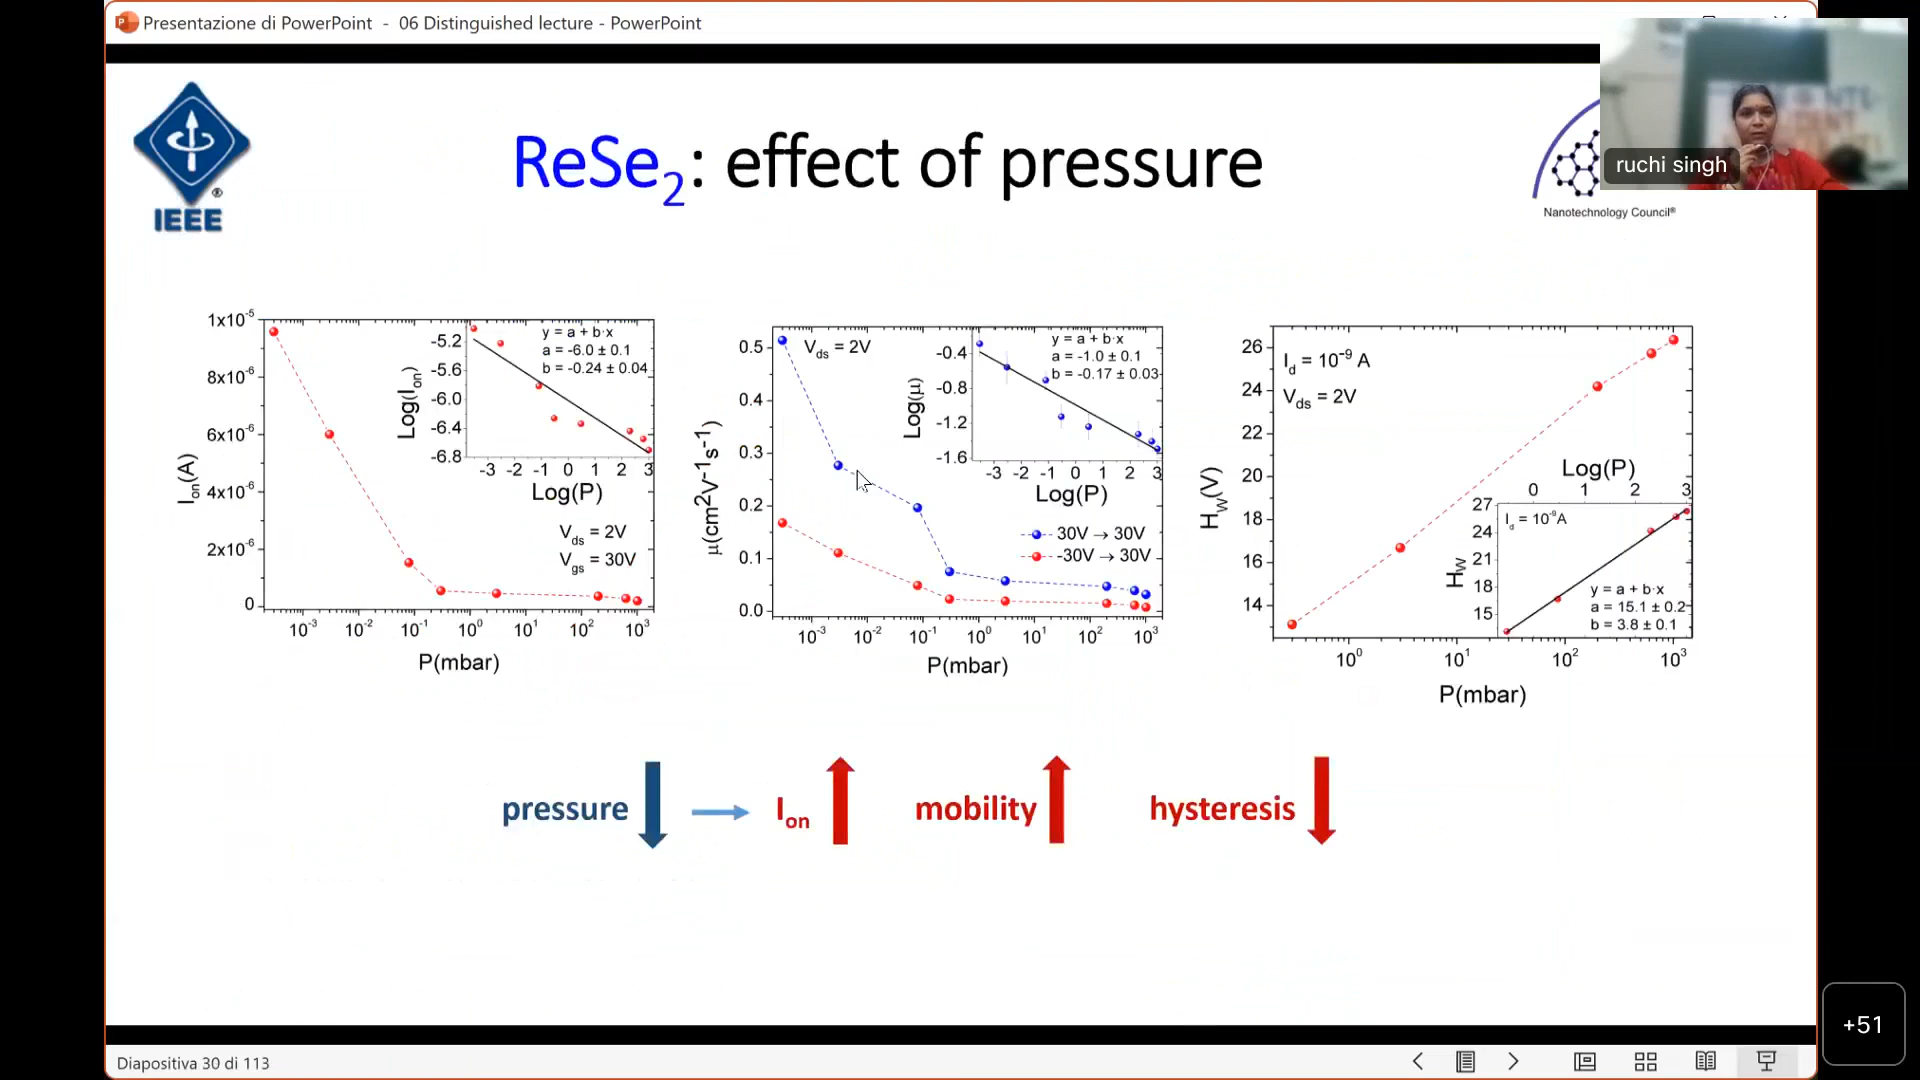 Presentazione di PowerPoint - 06 Distinguished lecture - PowerPoint
IEEE
®
ReSe2: effect of pressure
Nanotechnology Council®
ruchi singh
Ion(A)
1x10-5
8x10-6
6x10-6
4x10-6
2x10-6
0
10-3 10-2 10-1 100 101 102 103
P(mbar)
Vds = 2V
Vgs = 30V
Log(Ion)
-5.2
-5.6
-6.0
-6.4
-6.8
-3 -2 -1 0 1 2 3
Log(P)
y = a + b·x
a = -6.0 ± 0.1
b = -0.24 ± 0.04
μ(cm2V-1s-1)
0.5
0.4
0.3
0.2
0.1
0.0
10-3 10-2 10-1 100 101 102 103
P(mbar)
Vds = 2V
Log(μ)
-0.4
-0.8
-1.2
-1.6
-3 -2 -1 0 1 2 3
Log(P)
y = a + b·x
a = -1.0 ± 0.1
b = -0.17 ± 0.03
30V → 30V
-30V → 30V
HW(V)
26
24
22
20
18
16
14
100 101 102 103
P(mbar)
Id = 10-9 A
Vds = 2V
Log(P)
0 1 2 3
HW
27
24
21
18
15
Id = 10-9A
y = a + b·x
a = 15.1 ± 0.2
b = 3.8 ± 0.1
pressure
Ion
mobility
hysteresis
+51
Diapositiva 30 di 113